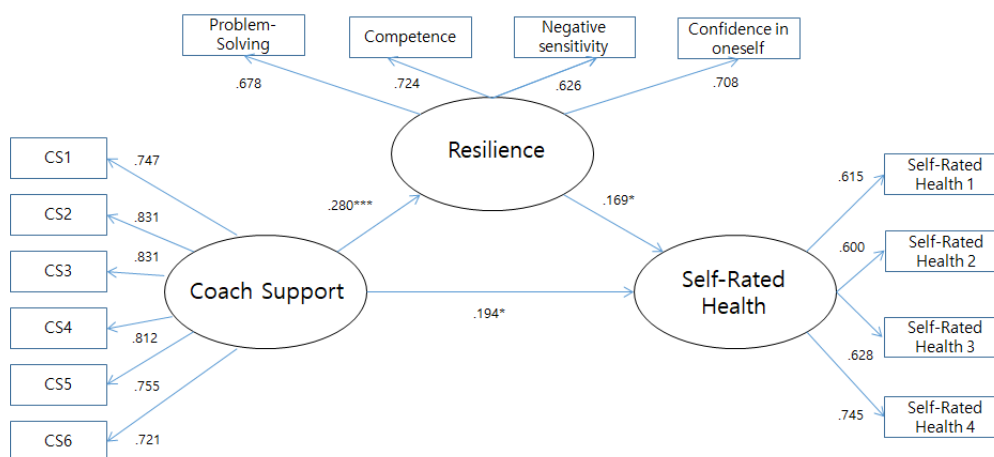 Problem-
Solving
Competence
Negative
sensitivity
Confidence in
oneself
.678
.724
.626
.708
Resilience
CS1
.747
CS2
.831
CS3
.831
CS4
.812
CS5
.755
CS6
.721
Coach Support
.280***
.169*
.194*
Self-Rated
Health
.615
Self-Rated
Health 1
.600
Self-Rated
Health 2
.628
Self-Rated
Health 3
.745
Self-Rated
Health 4